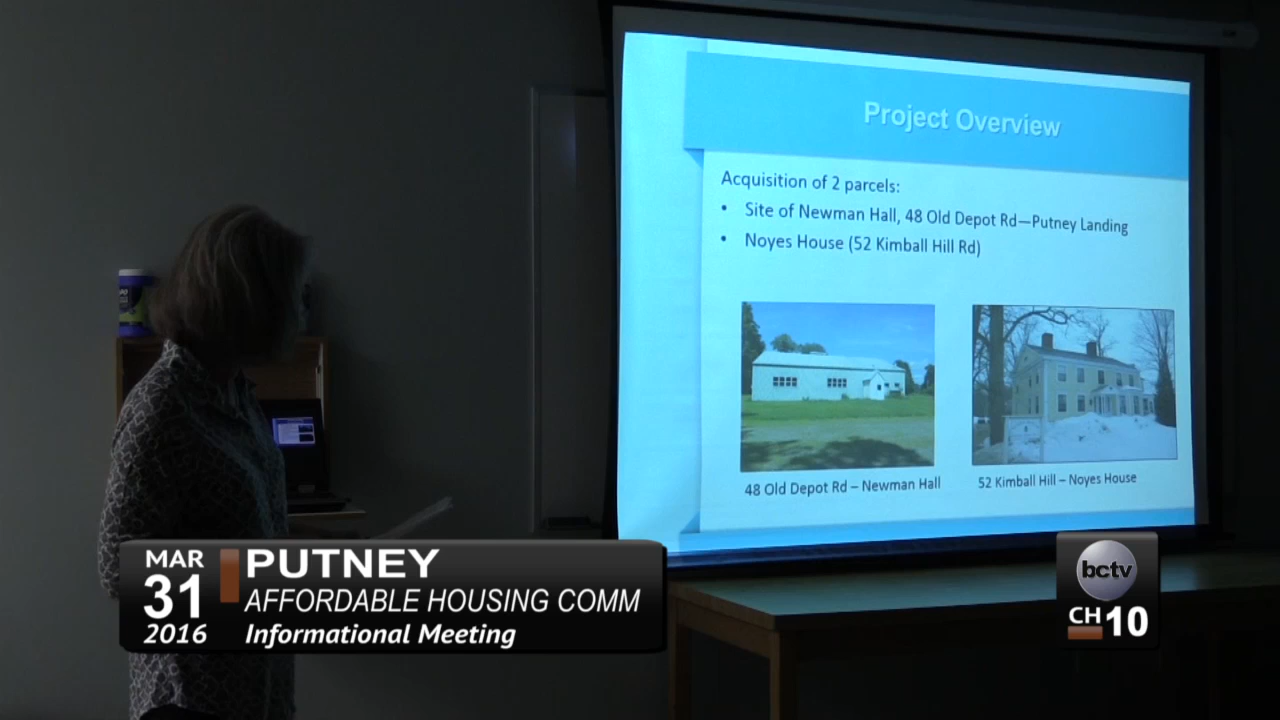 Project Overview
Acquisition of 2 parcels:
• Site of Newman Hall, 48 Old Depot Rd—Putney Landing
• Noyes House (52 Kimball Hill Rd)
48 Old Depot Rd – Newman Hall
52 Kimball Hill – Noyes House
MAR
31
2016
PUTNEY
AFFORDABLE HOUSING COMM
Informational Meeting
bctv
CH 10